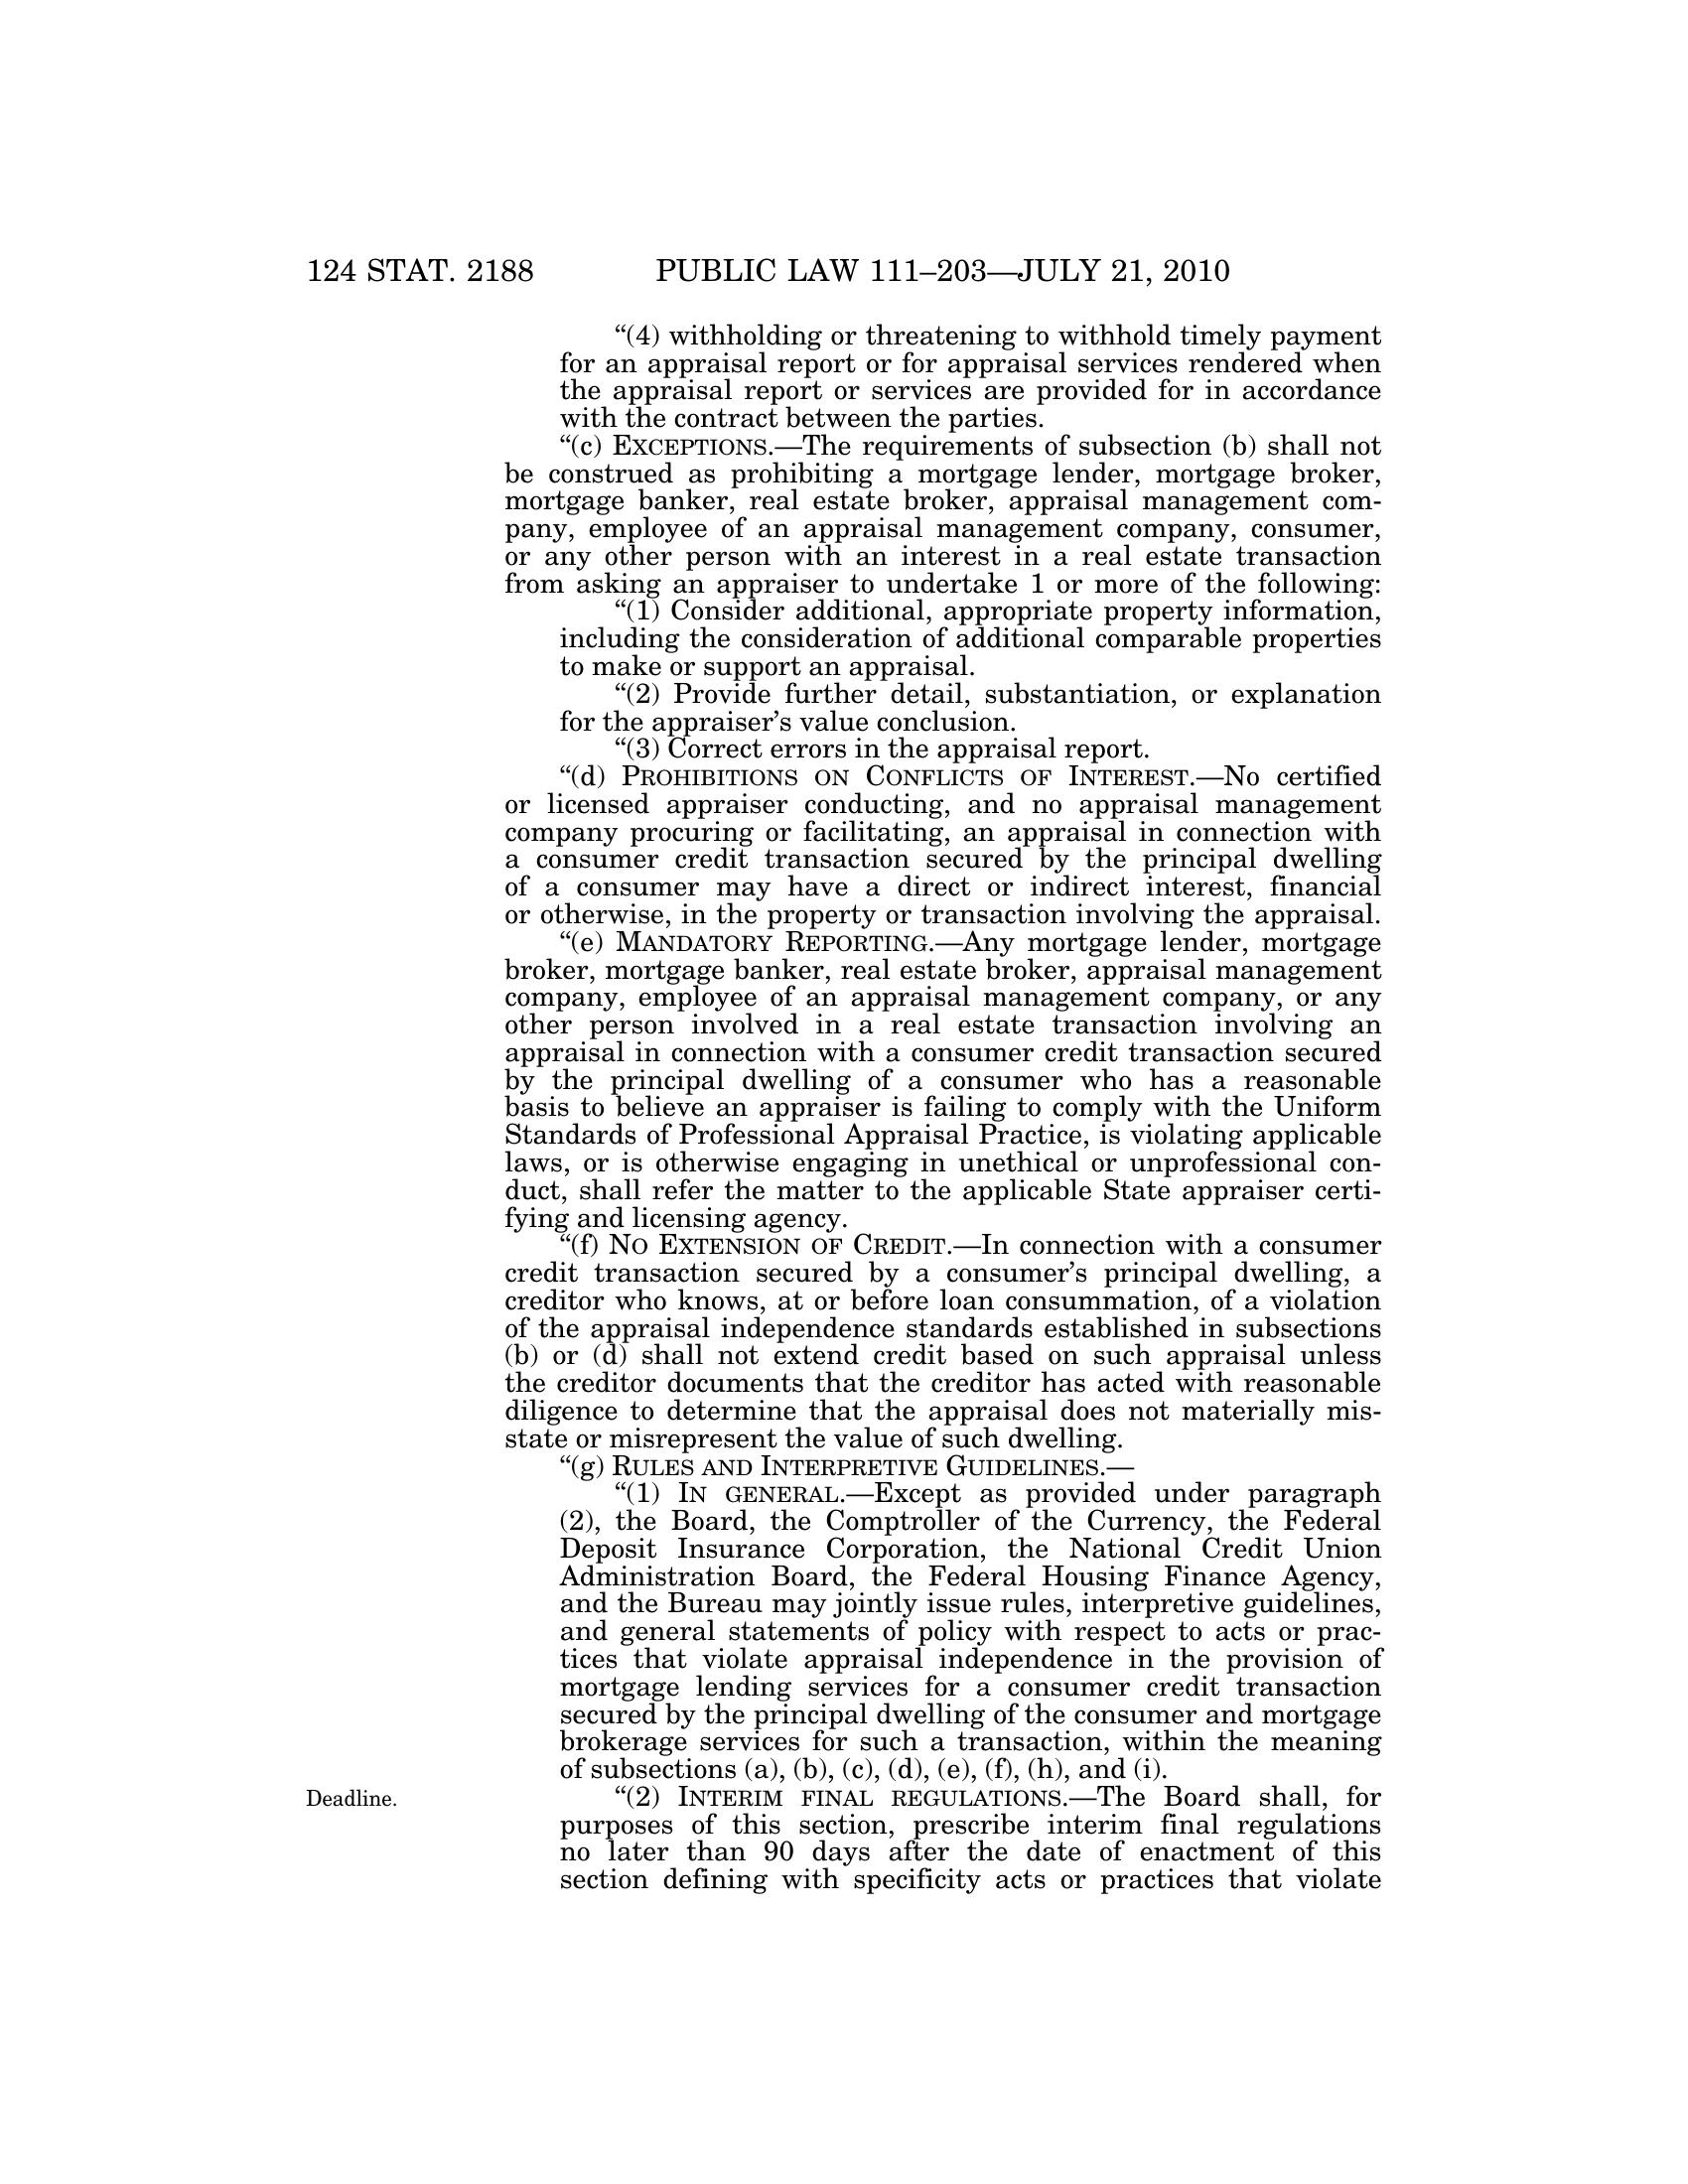 124 STAT. 2188 PUBLIC LAW 111–203—JULY 21, 2010
“(4) withholding or threatening to withhold timely payment
for an appraisal report or for appraisal services rendered when
the appraisal report or services are provided for in accordance
with the contract between the parties.
“(c) EXCEPTIONS.—The requirements of subsection (b) shall not
be construed as prohibiting a mortgage lender, mortgage broker,
mortgage banker, real estate broker, appraisal management com-
pany, employee of an appraisal management company, consumer,
or any other person with an interest in a real estate transaction
from asking an appraiser to undertake 1 or more of the following:
“(1) Consider additional, appropriate property information,
including the consideration of additional comparable properties
to make or support an appraisal.
“(2) Provide further detail, substantiation, or explanation
for the appraiser’s value conclusion.
“(3) Correct errors in the appraisal report.
“(d) PROHIBITIONS ON CONFLICTS OF INTEREST.—No certified
or licensed appraiser conducting, and no appraisal management
company procuring or facilitating, an appraisal in connection with
a consumer credit transaction secured by the principal dwelling
of a consumer may have a direct or indirect interest, financial
or otherwise, in the property or transaction involving the appraisal.
“(e) MANDATORY REPORTING.—Any mortgage lender, mortgage
broker, mortgage banker, real estate broker, appraisal management
company, employee of an appraisal management company, or any
other person involved in a real estate transaction involving an
appraisal in connection with a consumer credit transaction secured
by the principal dwelling of a consumer who has a reasonable
basis to believe an appraiser is failing to comply with the Uniform
Standards of Professional Appraisal Practice, is violating applicable
laws, or is otherwise engaging in unethical or unprofessional con-
duct, shall refer the matter to the applicable State appraiser certi-
fying and licensing agency.
“(f) NO EXTENSION OF CREDIT.—In connection with a consumer
credit transaction secured by a consumer’s principal dwelling, a
creditor who knows, at or before loan consummation, of a violation
of the appraisal independence standards established in subsections
(b) or (d) shall not extend credit based on such appraisal unless
the creditor documents that the creditor has acted with reasonable
diligence to determine that the appraisal does not materially mis-
state or misrepresent the value of such dwelling.
“(g) RULES AND INTERPRETIVE GUIDELINES.—
“(1) IN GENERAL.—Except as provided under paragraph
(2), the Board, the Comptroller of the Currency, the Federal
Deposit Insurance Corporation, the National Credit Union
Administration Board, the Federal Housing Finance Agency,
and the Bureau may jointly issue rules, interpretive guidelines,
and general statements of policy with respect to acts or prac-
tices that violate appraisal independence in the provision of
mortgage lending services for a consumer credit transaction
secured by the principal dwelling of the consumer and mortgage
brokerage services for such a transaction, within the meaning
of subsections (a), (b), (c), (d), (e), (f), (h), and (i).
Deadline. “(2) INTERIM FINAL REGULATIONS.—The Board shall, for
purposes of this section, prescribe interim final regulations
no later than 90 days after the date of enactment of this
section defining with specificity acts or practices that violate